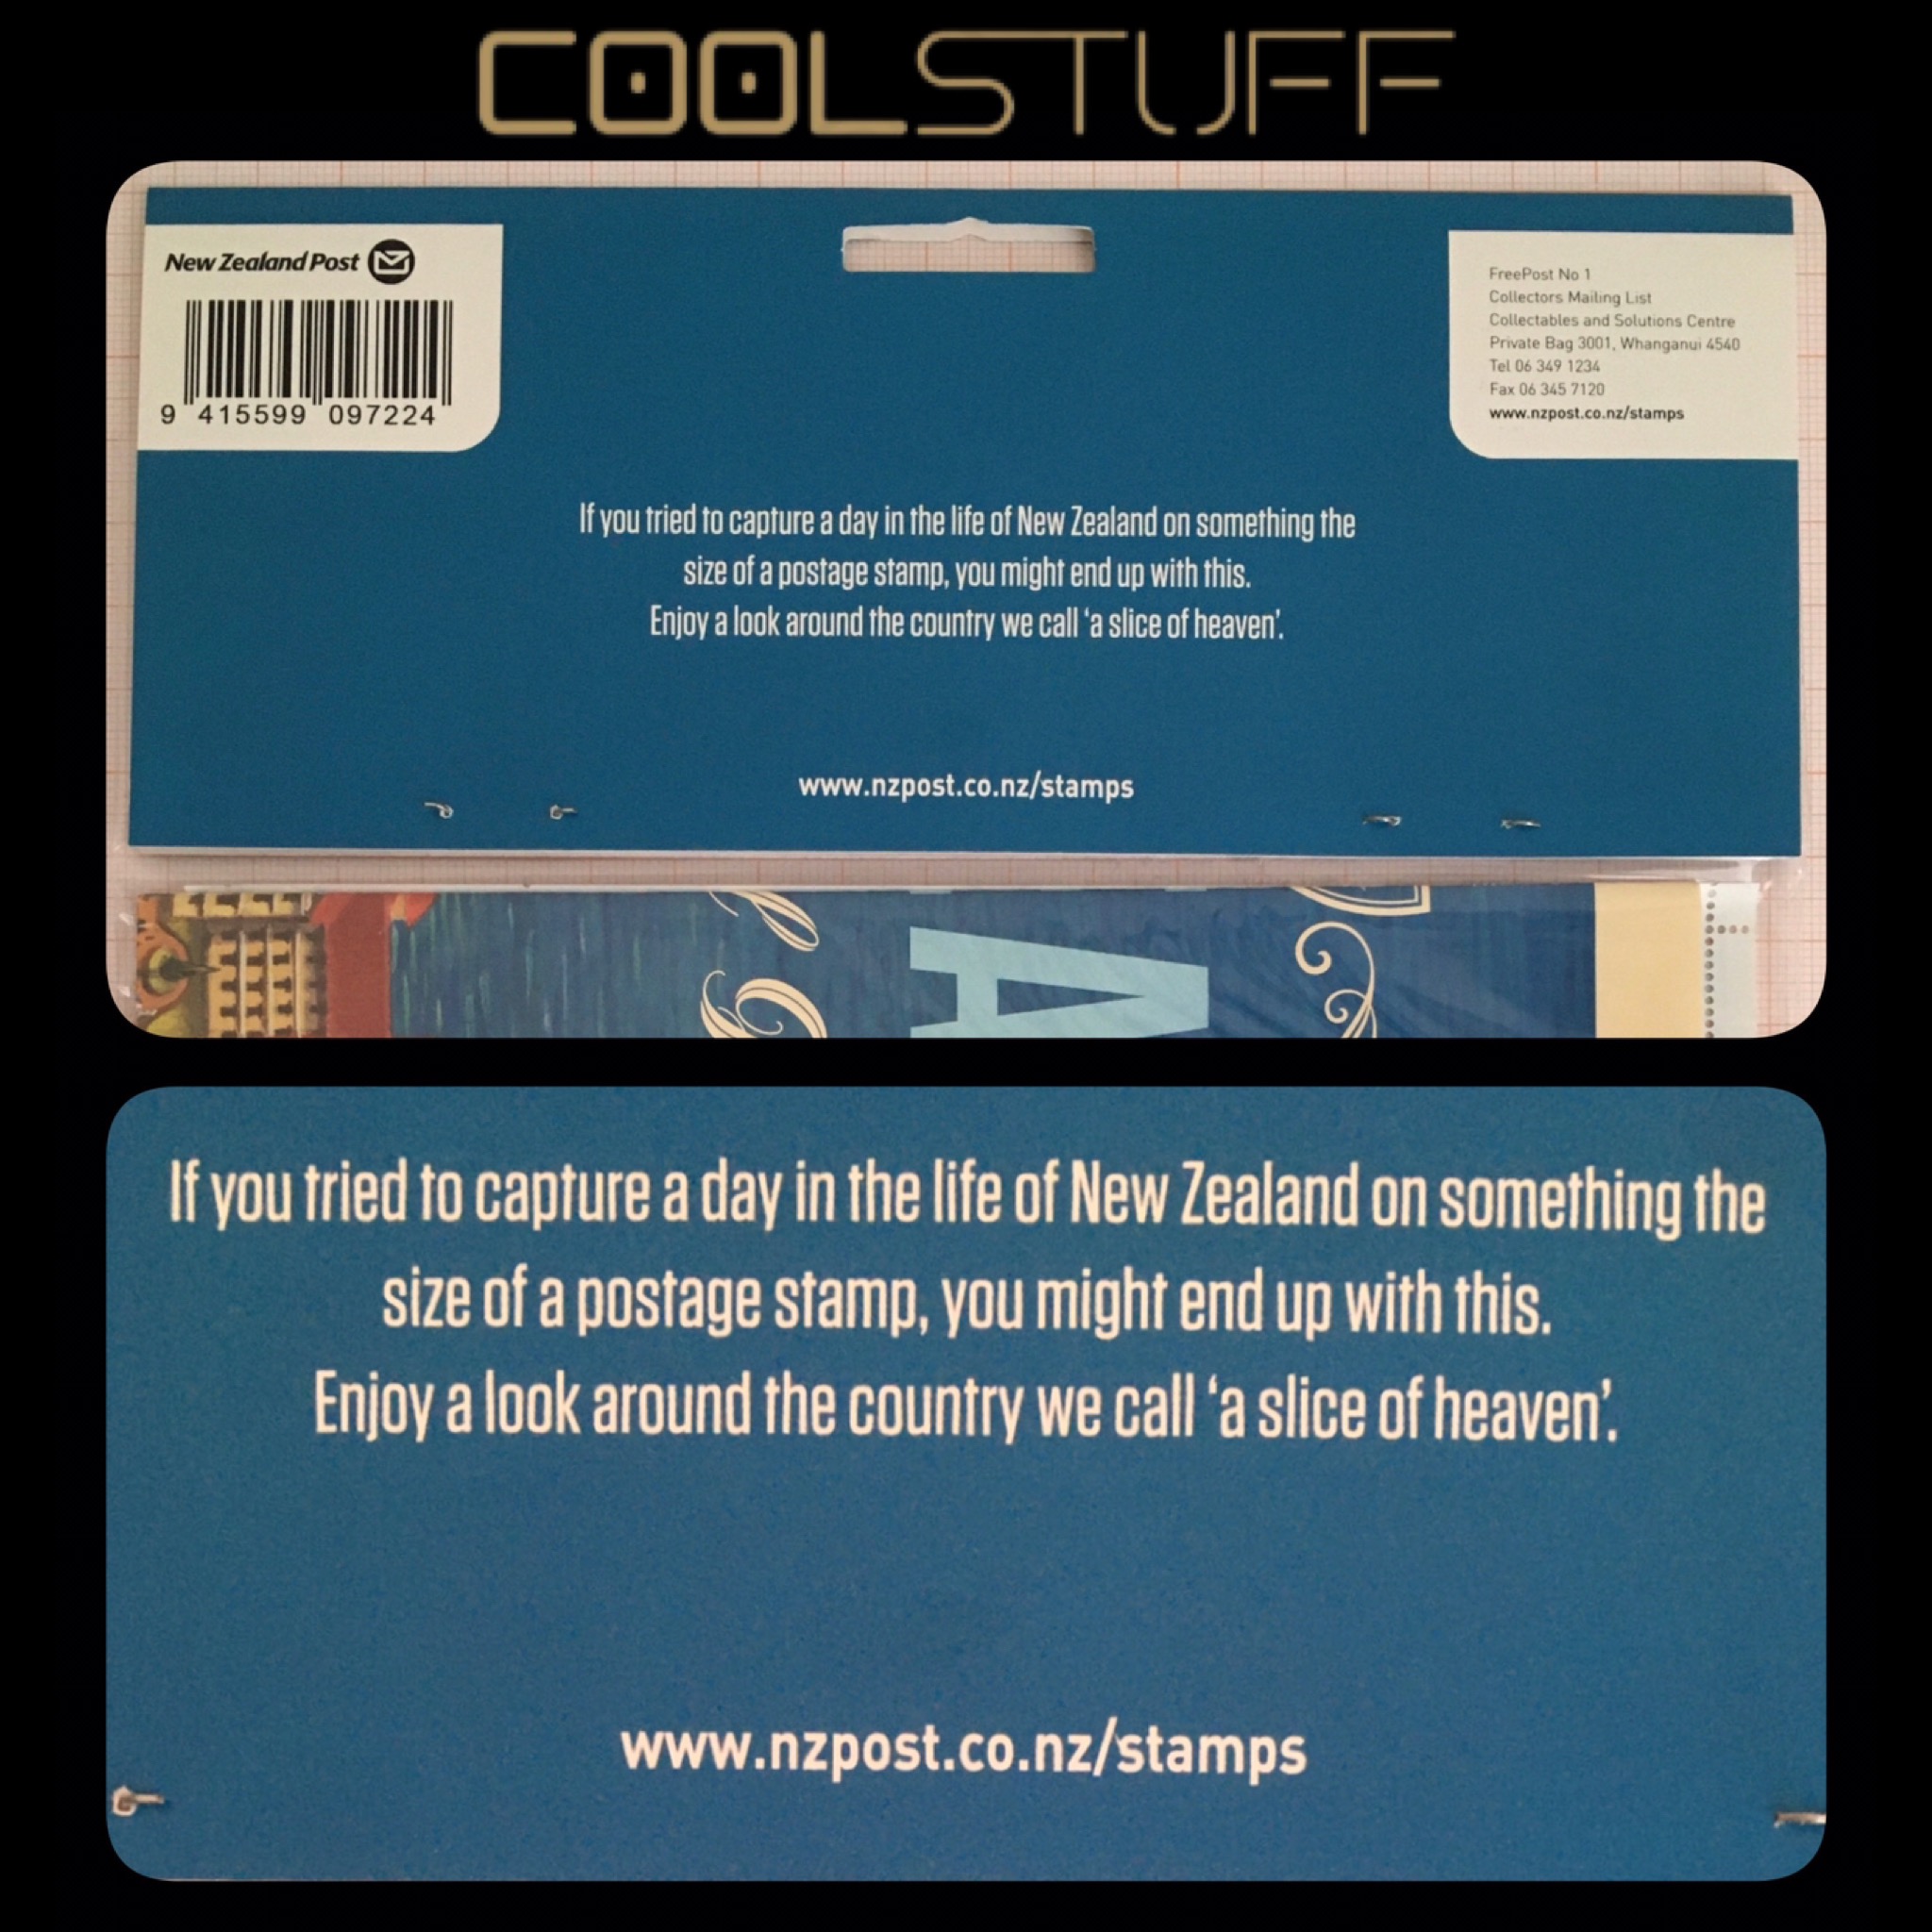 COOLSTUFF
New Zealand Post
9 415599 097224
FreePost No 1
Collectors Mailing List
Collectables and Solutions Centre
Private Bag 3001, Whanganui 4540
Tel 06 349 1234
Fax 06 345 7120
www.nzpost.co.nz/stamps
If you tried to capture a day in the life of New Zealand on something the
size of a postage stamp, you might end up with this.
Enjoy a look around the country we call ‘a slice of heaven’.
www.nzpost.co.nz/stamps
A
If you tried to capture a day in the life of New Zealand on something the
size of a postage stamp, you might end up with this.
Enjoy a look around the country we call ‘a slice of heaven’.
www.nzpost.co.nz/stamps